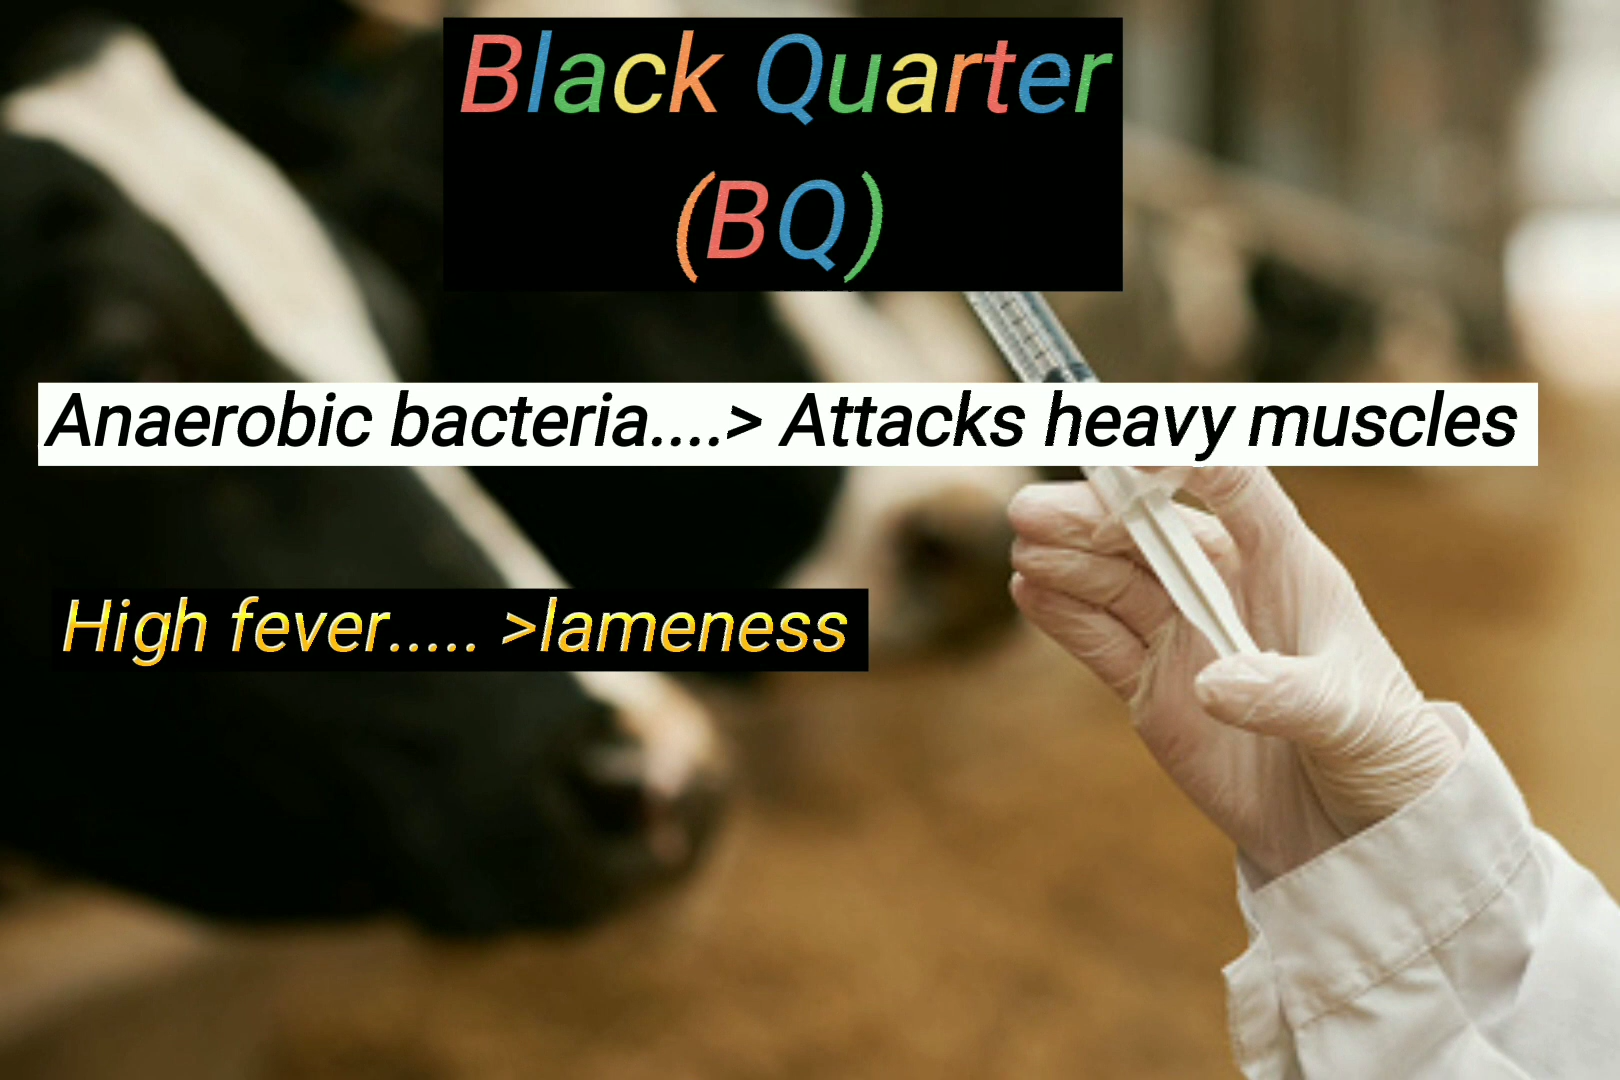 Black Quarter
(BQ)
Anaerobic bacteria....> Attacks heavy muscles
High fever..... >lameness